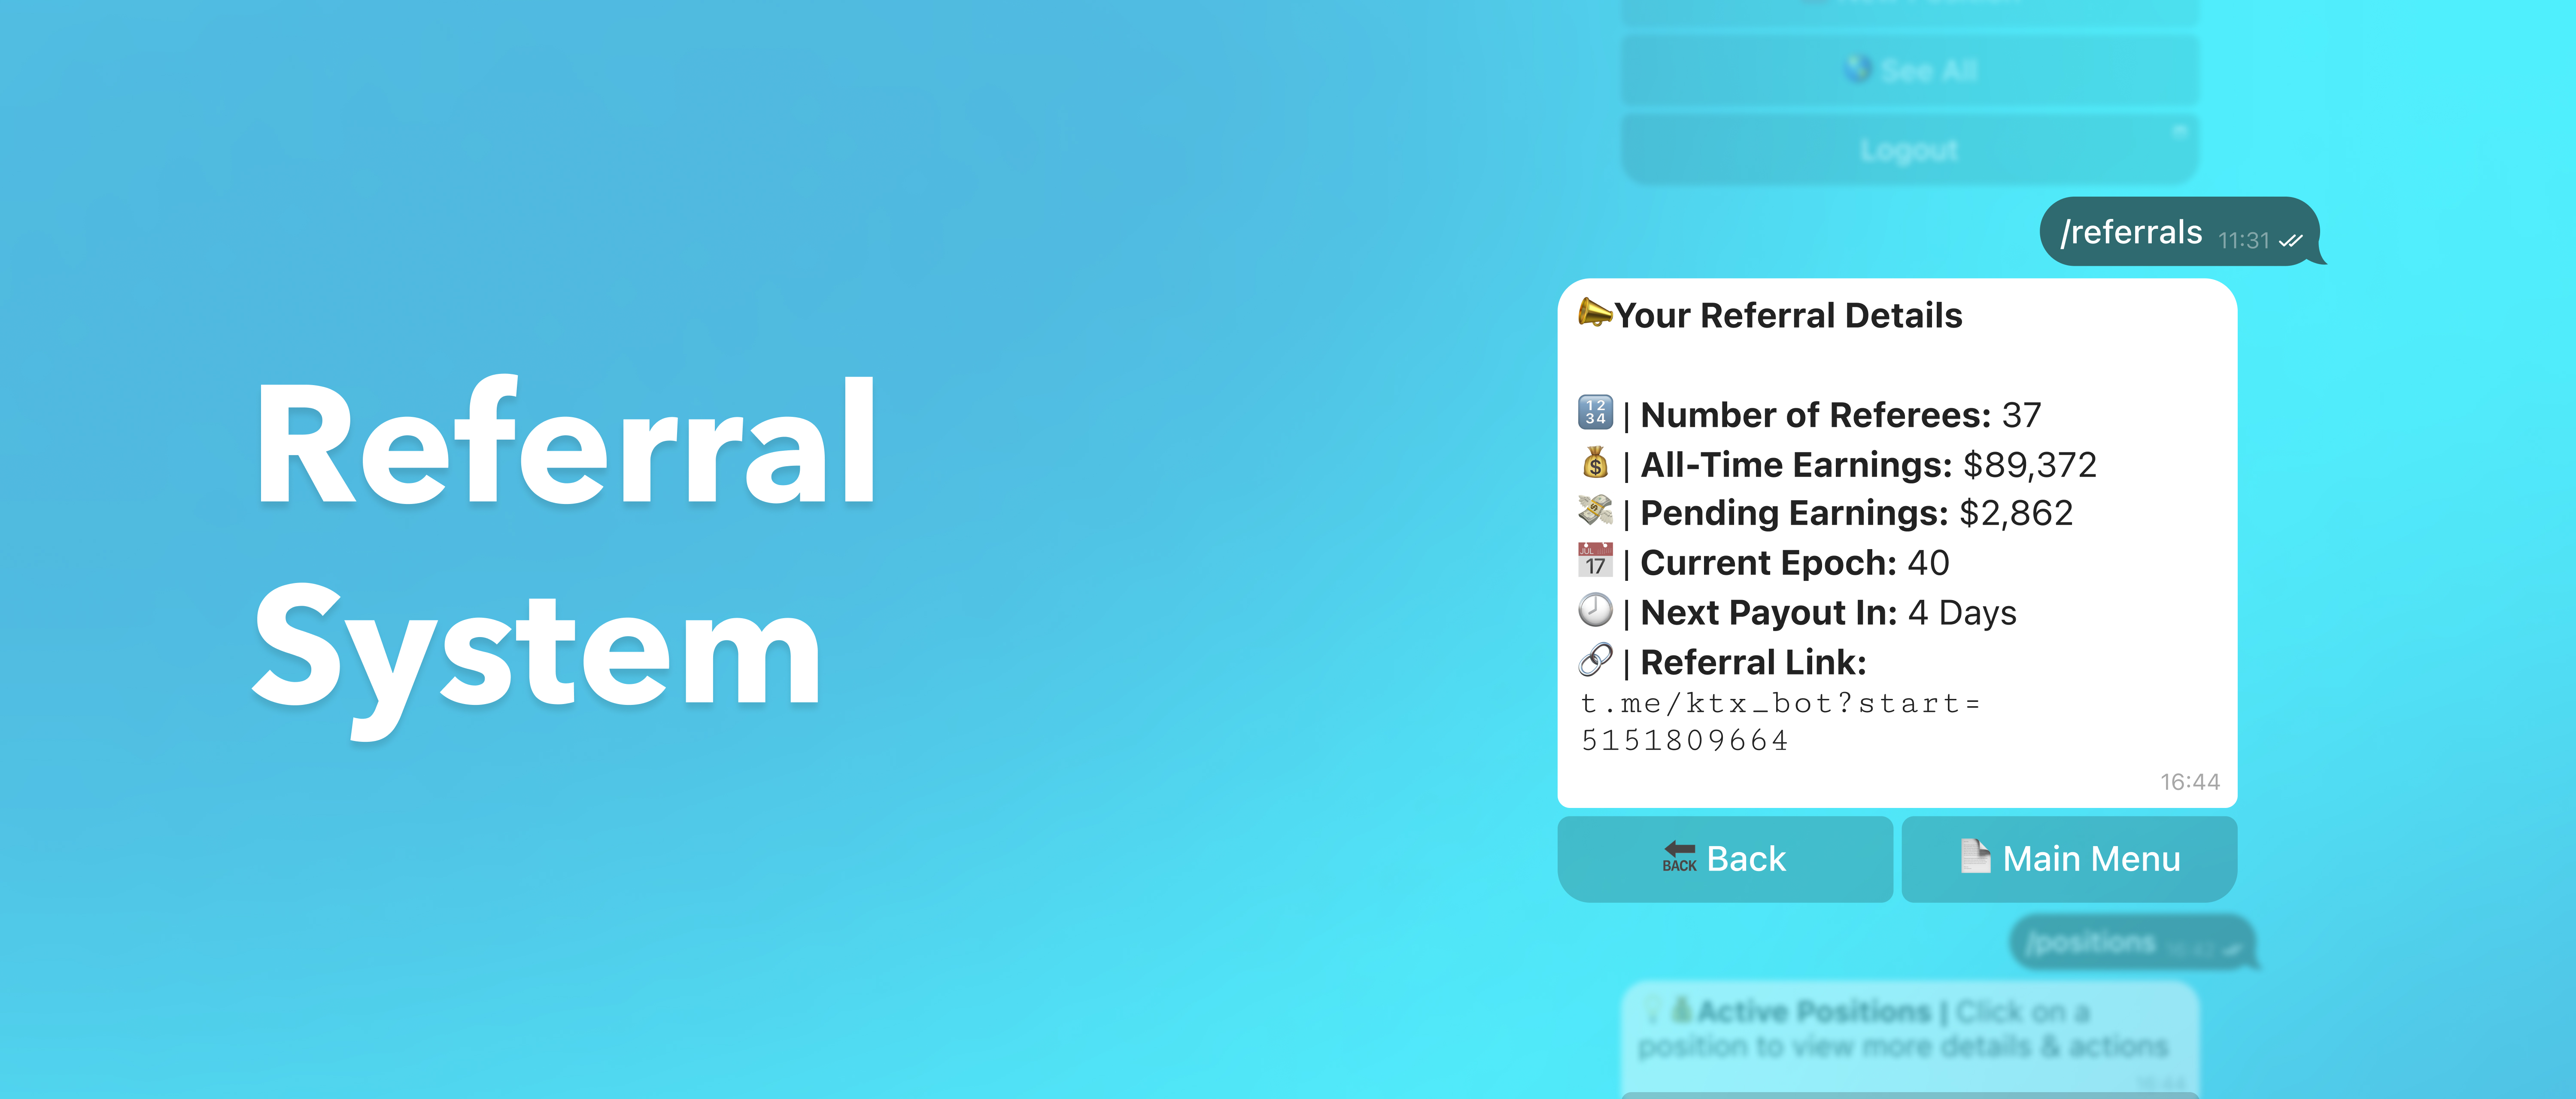 See All
Logout
/referrals 11:31
Referral
System
📣Your Referral Details
🔢 | Number of Referees: 37
💰 | All-Time Earnings: $89,372
💸 | Pending Earnings: $2,862
📅 | Current Epoch: 40
🕗 | Next Payout In: 4 Days
🔗 | Referral Link:
t.me/ktx_bot?start=
5151809664
16:44
🔙 Back
📄 Main Menu
/positions
Active Positions | Click on a
position to view more details & actions